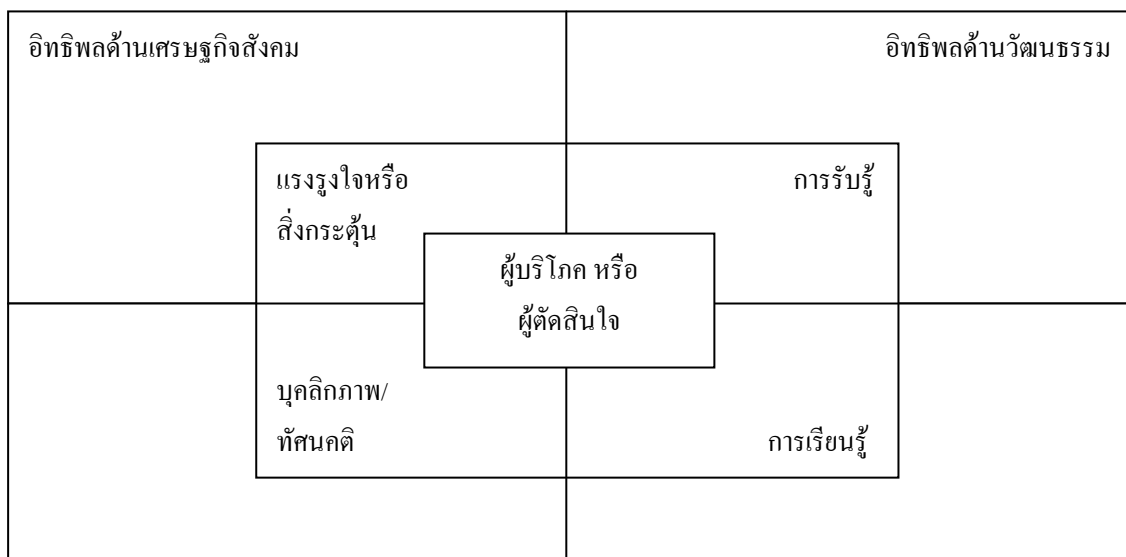 อิทธิพลด้านเศรษฐกิจสังคม
อิทธิพลด้านวัฒนธรรม
แรงรูงใจหรือ
สิ่งกระตุ้น
การรับรู้
ผู้บริโภค หรือ
ผู้ตัดสินใจ
บุคลิกภาพ/
ทัศนคติ
การเรียนรู้